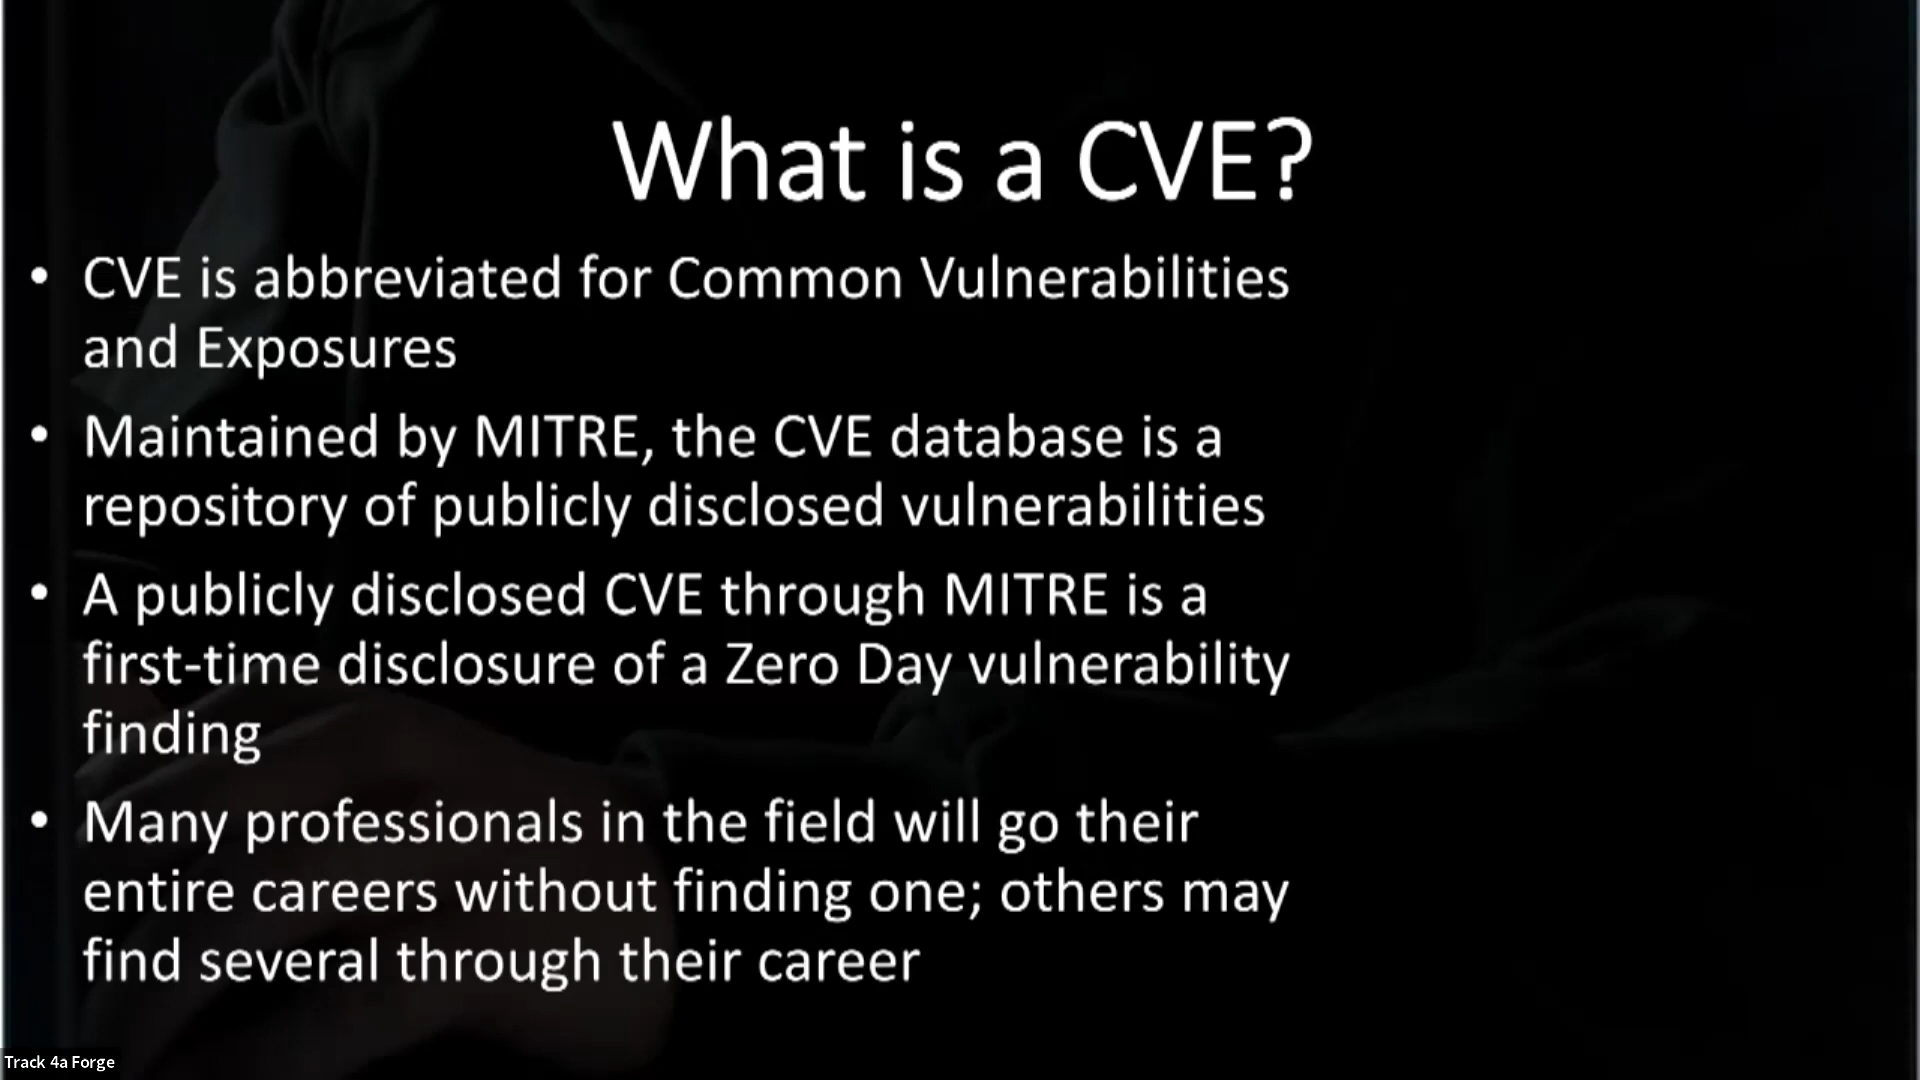 What is a CVE?
• CVE is abbreviated for Common Vulnerabilities
and Exposures
• Maintained by MITRE, the CVE database is a
repository of publicly disclosed vulnerabilities
• A publicly disclosed CVE through MITRE is a
first-time disclosure of a Zero Day vulnerability
finding
• Many professionals in the field will go their
entire careers without finding one; others may
find several through their career
Track 4a Forge